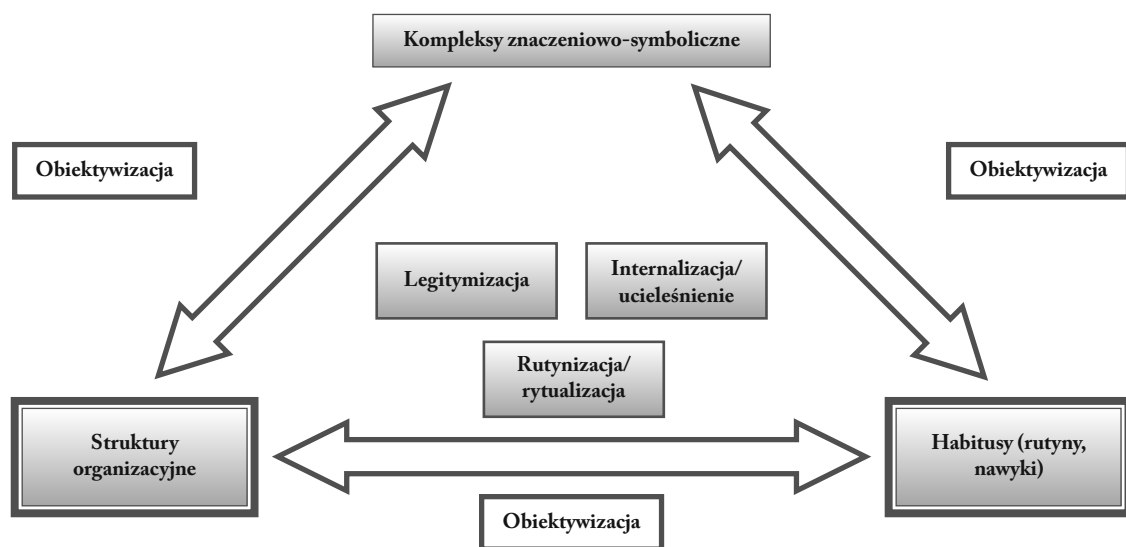 Kompleksy znaczeniowo-symboliczne
Obiektywizacja
Obiektywizacja
Legitymizacja
Internalizacja/
ucieleśnienie
Rutynizacja/
rytualizacja
Struktury
organizacyjne
Habitusy (rutyny,
nawyki)
Obiektywizacja